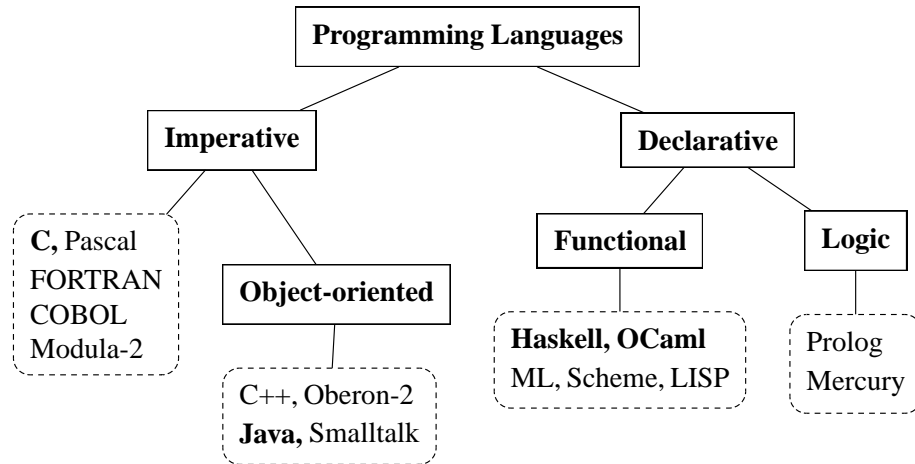 Programming Languages
Imperative
Declarative
C, Pascal
FORTRAN
COBOL
Modula-2
Object-oriented
C++, Oberon-2
Java, Smalltalk
Functional
Haskell, OCaml
ML, Scheme, LISP
Logic
Prolog
Mercury